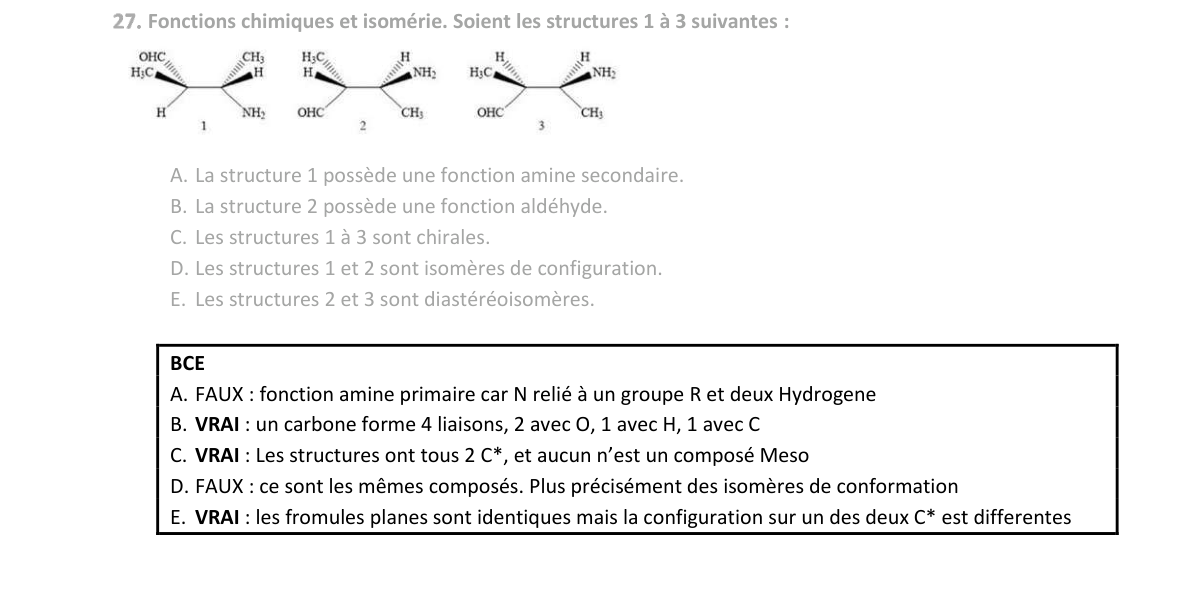 27. Fonctions chimiques et isomérie. Soient les structures 1 à 3 suivantes :
OHC CH₃ H₃C H H H
H₃C H H NH₂ H₃C NH₂
H NH₂ OHC CH₃ OHC CH₃
1 2 3
A. La structure 1 possède une fonction amine secondaire.
B. La structure 2 possède une fonction aldéhyde.
C. Les structures 1 à 3 sont chirales.
D. Les structures 1 et 2 sont isomères de configuration.
E. Les structures 2 et 3 sont diastéréoisomères.
BCE
A. FAUX : fonction amine primaire car N relié à un groupe R et deux Hydrogene
B. VRAI : un carbone forme 4 liaisons, 2 avec O, 1 avec H, 1 avec C
C. VRAI : Les structures ont tous 2 C*, et aucun n’est un composé Meso
D. FAUX : ce sont les mêmes composés. Plus précisément des isomères de conformation
E. VRAI : les fromules planes sont identiques mais la configuration sur un des deux C* est differentes